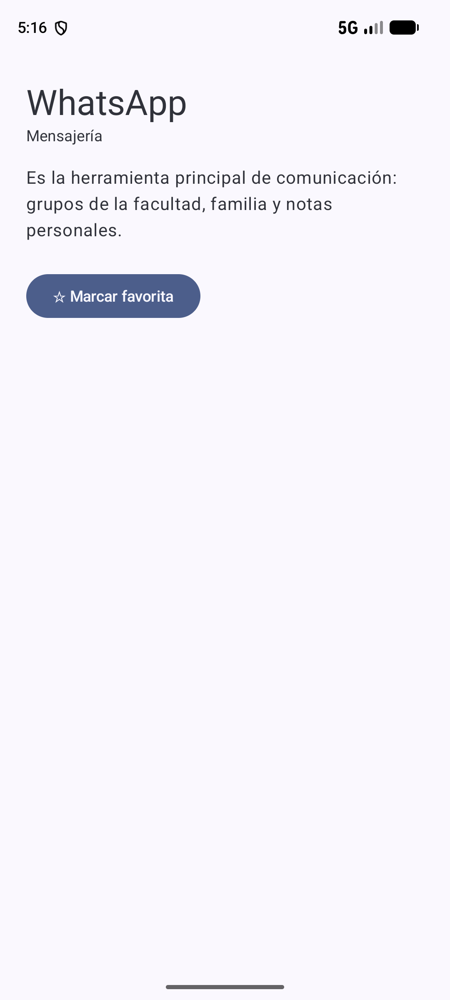 5:16
5G
WhatsApp
Mensajería
Es la herramienta principal de comunicación:
grupos de la facultad, familia y notas
personales.
☆ Marcar favorita